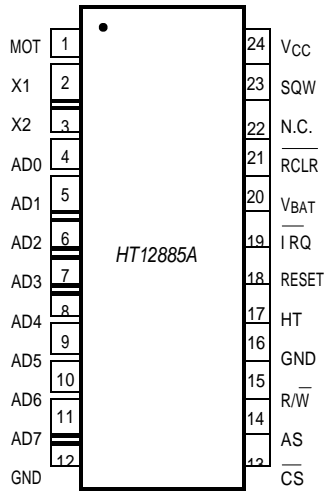 MOT 1 24 VCC
X1 2 23 SQW
X2 3 22 N.C.
AD0 4 21 RCLR
AD1 5 20 VBAT
AD2 6 19 I RQ
HT12885A
AD3 7 18 RESET
AD4 8 17 HT
AD5 9 16 GND
AD6 10 15 R/W
AD7 11 14 AS
GND 12 13 CS